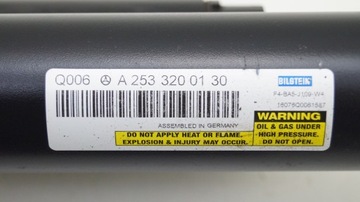 Q006 A 253 320 01 30
BILSTEIN
F4-BA5-J109-W4
ASSEMBLED IN GERMANY
DO NOT APPLY HEAT OR FLAME.
EXPLOSION & INJURY MAY OCCUR.
WARNING
OIL & GAS UNDER
HIGH PRESSURE.
DO NOT OPEN.